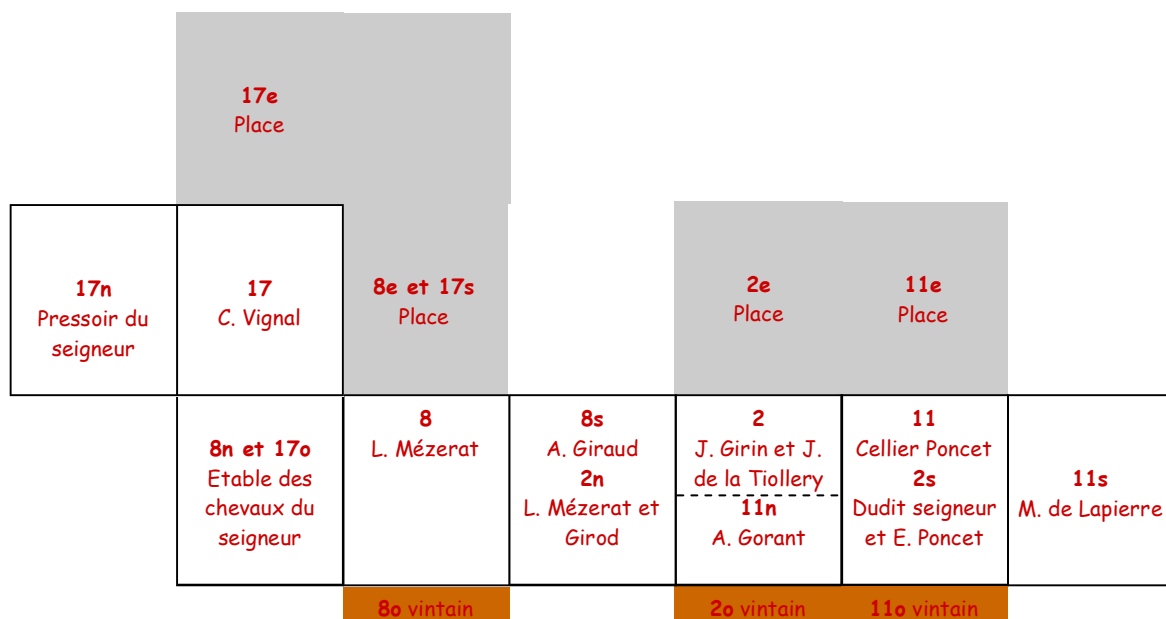 17e
Place
17n
Pressoir du
seigneur
17
C. Vignal
8e et 17s
Place
2e
Place
11e
Place
8n et 17o
Etable des
chevaux du
seigneur
8
L. Mézerat
8s
A. Giraud
2n
L. Mézerat et
Girod
2
J. Girin et J.
de la Tiollery
11n
A. Gorant
11
Cellier Poncet
2s
Dudit seigneur
et E. Poncet
11s
M. de Lapierre
8o vintain
2o vintain
11o vintain